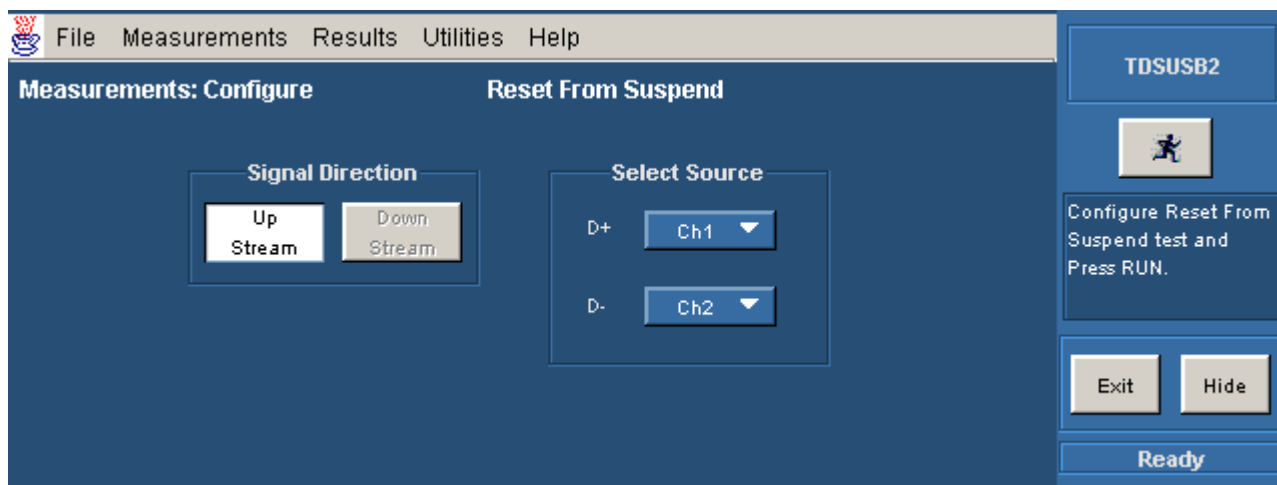 File Measurements Results Utilities Help
Measurements: Configure
Reset From Suspend
Signal Direction
Up
Stream
Down
Stream
Select Source
D+ Ch1
D- Ch2
TDSUSB2
Configure Reset From
Suspend test and
Press RUN.
Exit Hide
Ready